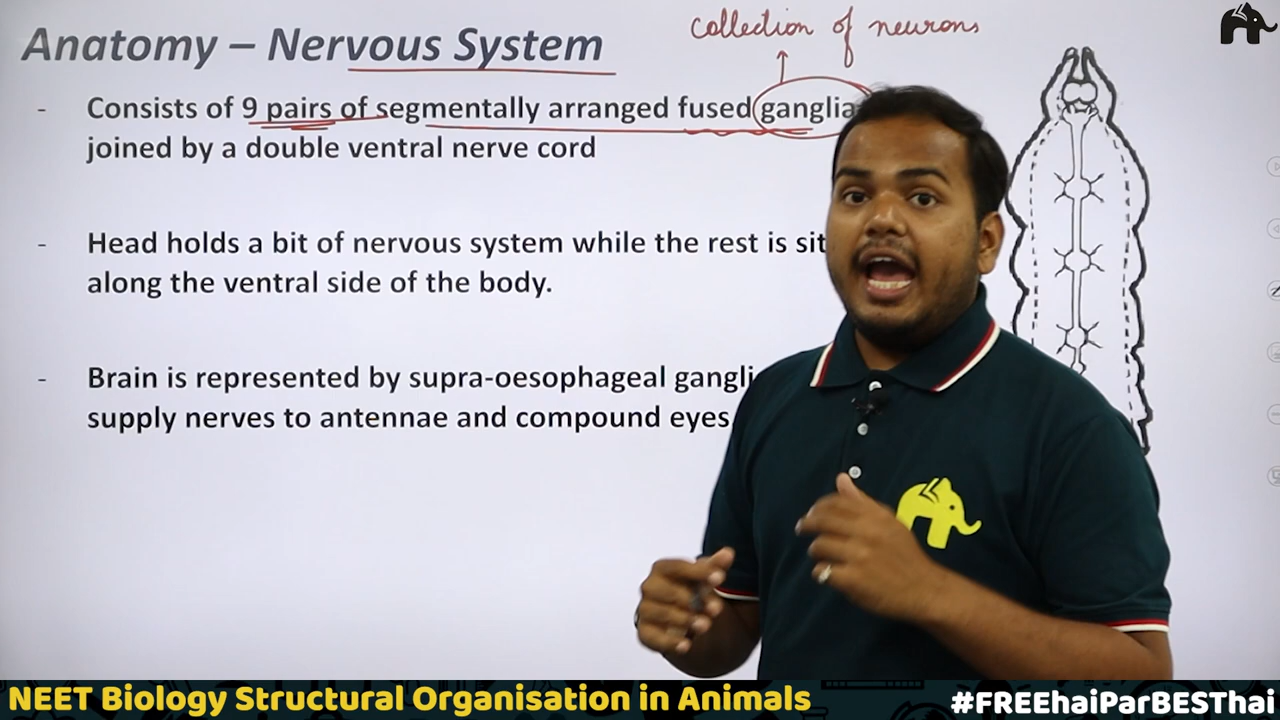 collection of neurons
Anatomy – Nervous System
- Consists of 9 pairs of segmentally arranged fused ganglia
joined by a double ventral nerve cord
- Head holds a bit of nervous system while the rest is
along the ventral side of the body.
- Brain is represented by supra-oesophageal
supply nerves to antennae and compound eyes
NEET Biology Structural Organisation in Animals
#FREEhaiParBESThai